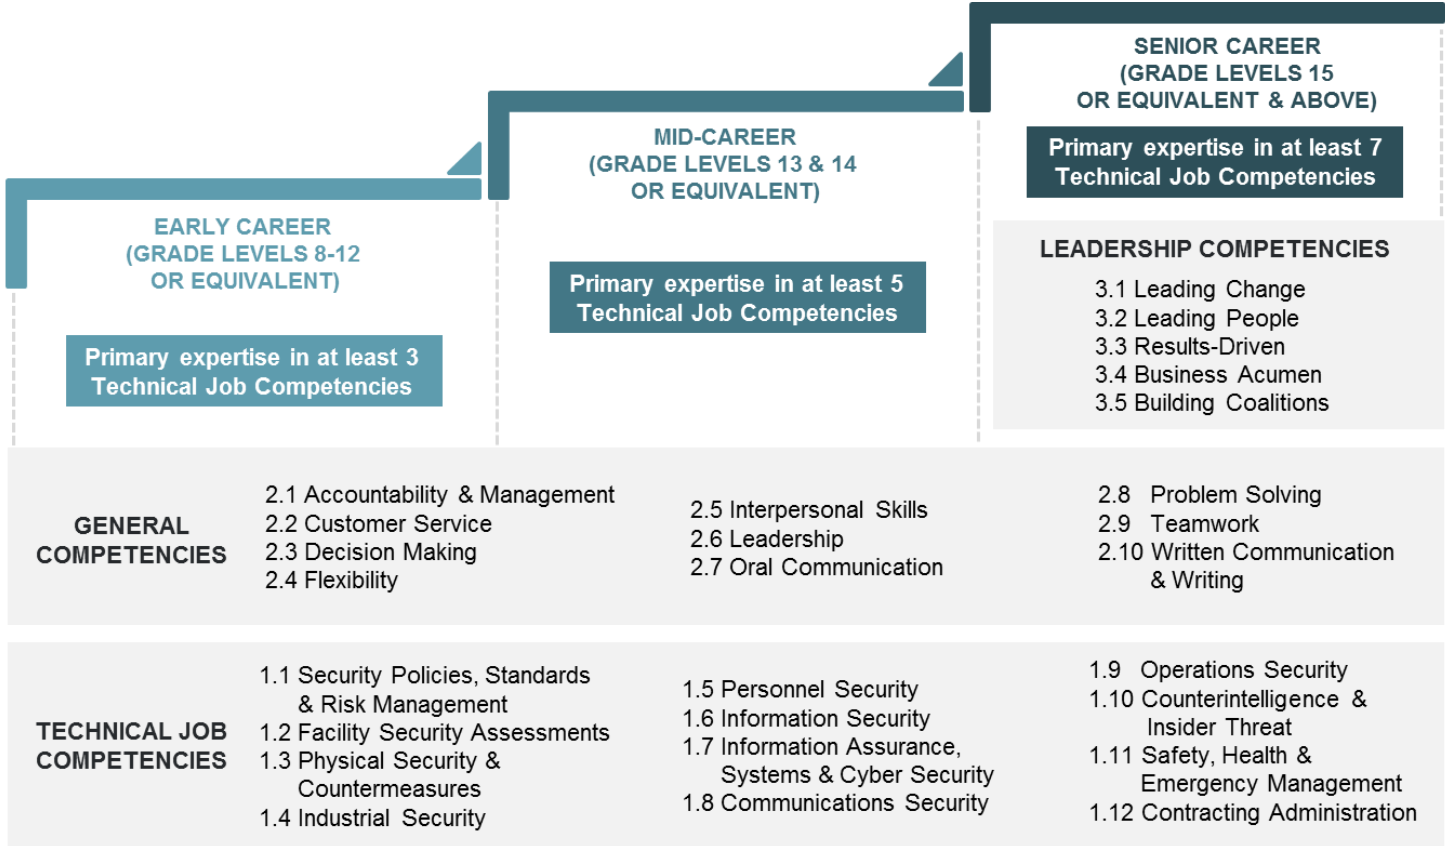 SENIOR CAREER
(GRADE LEVELS 15
OR EQUIVALENT & ABOVE)
Primary expertise in at least 7
Technical Job Competencies
MID-CAREER
(GRADE LEVELS 13 & 14
OR EQUIVALENT)
Primary expertise in at least 5
Technical Job Competencies
EARLY CAREER
(GRADE LEVELS 8-12
OR EQUIVALENT)
Primary expertise in at least 3
Technical Job Competencies
LEADERSHIP COMPETENCIES
3.1 Leading Change
3.2 Leading People
3.3 Results-Driven
3.4 Business Acumen
3.5 Building Coalitions
GENERAL
COMPETENCIES
2.1 Accountability & Management
2.2 Customer Service
2.3 Decision Making
2.4 Flexibility
2.5 Interpersonal Skills
2.6 Leadership
2.7 Oral Communication
2.8 Problem Solving
2.9 Teamwork
2.10 Written Communication
& Writing
TECHNICAL JOB
COMPETENCIES
1.1 Security Policies, Standards
& Risk Management
1.2 Facility Security Assessments
1.3 Physical Security &
Countermeasures
1.4 Industrial Security
1.5 Personnel Security
1.6 Information Security
1.7 Information Assurance,
Systems & Cyber Security
1.8 Communications Security
1.9 Operations Security
1.10 Counterintelligence &
Insider Threat
1.11 Safety, Health &
Emergency Management
1.12 Contracting Administration